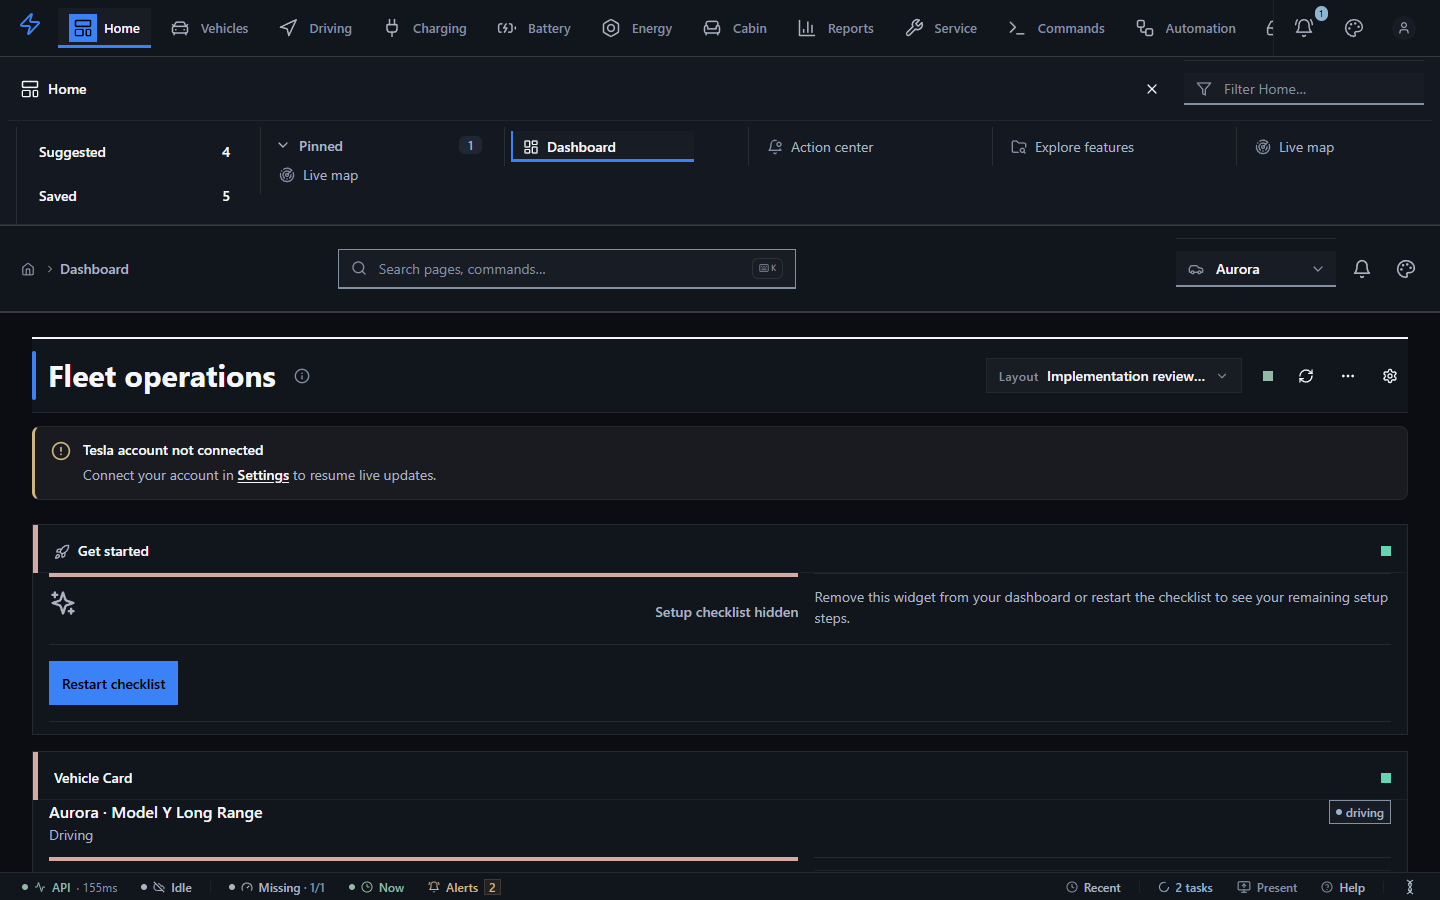 Home
Vehicles
Driving
Charging
Battery
Energy
Cabin
Reports
Service
Commands
Automation
1
Home
Filter Home...
Suggested 4
Saved 5
Pinned 1
Live map
Dashboard
Action center
Explore features
Live map
Dashboard
Search pages, commands...
K
Aurora
Fleet operations
Layout Implementation review...
Tesla account not connected
Connect your account in Settings to resume live updates.
Get started
Setup checklist hidden
Remove this widget from your dashboard or restart the checklist to see your remaining setup
steps.
Restart checklist
Vehicle Card
Aurora · Model Y Long Range
driving
Driving
API · 155ms
Idle
Missing · 1/1
Now
Alerts 2
Recent
2 tasks
Present
Help